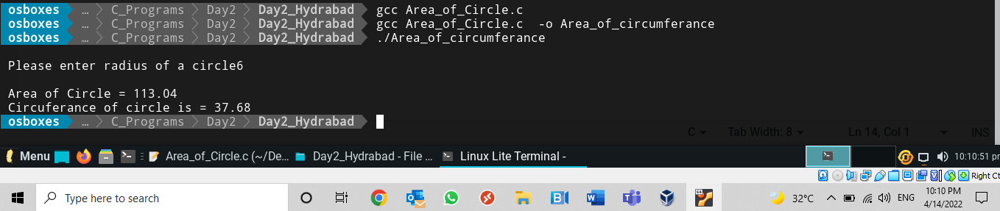 osboxes … C_Programs Day2 Day2_Hydrabad gcc Area_of_Circle.c
osboxes … C_Programs Day2 Day2_Hydrabad gcc Area_of_Circle.c  -o Area_of_circumferance
osboxes … C_Programs Day2 Day2_Hydrabad ./Area_of_circumferance
Please enter radius of a circle6
Area of Circle = 113.04
Circuferance of circle is = 37.68
osboxes … C_Programs Day2 Day2_Hydrabad
C Tab Width: 8 Ln 14, Col 1 INS
Menu Area_of_Circle.c (~/De... Day2_Hydrabad - File ... Linux Lite Terminal - 10:10:51 pr
Right Ct
Type here to search 32°C ENG 10:10 PM
4/14/2022